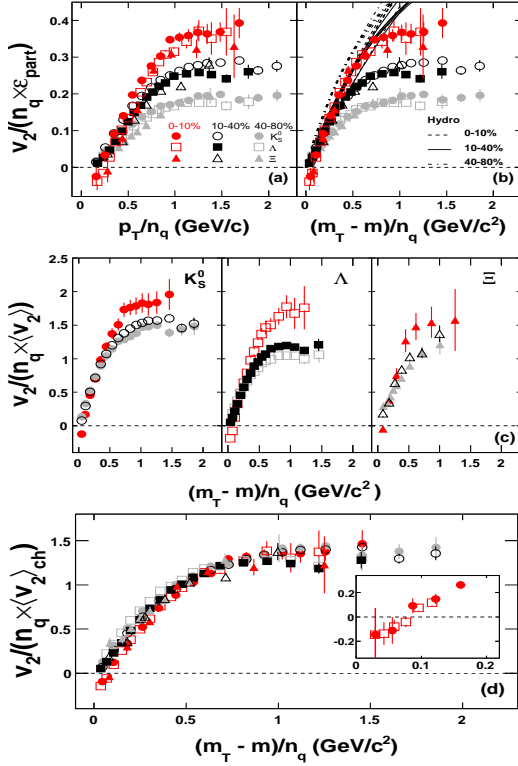 0.4
0.3
0.2
0.1
0
v2/(nq×εpart)
0-10% 10-40% 40-80%
K0S
Λ
Ξ
(a)
0 0.5 1 1.5 2
pT/nq (GeV/c)
Hydro
0-10%
10-40%
40-80%
(b)
0 0.5 1 1.5 2
(mT - m)/nq (GeV/c2)
2.5
2
1.5
1
0.5
0
v2/(nq×⟨v2⟩)
K0S
Λ
Ξ
(c)
0 0.5 1 1.5 2
0 0.5 1 1.5 2
0 0.5 1 1.5 2
(mT - m)/nq (GeV/c2)
1.5
1
0.5
0
v2/(nq×⟨v2⟩ch)
0.2
0
-0.2
0 0.1 0.2
(d)
0 0.5 1 1.5 2
(mT - m)/nq (GeV/c2)